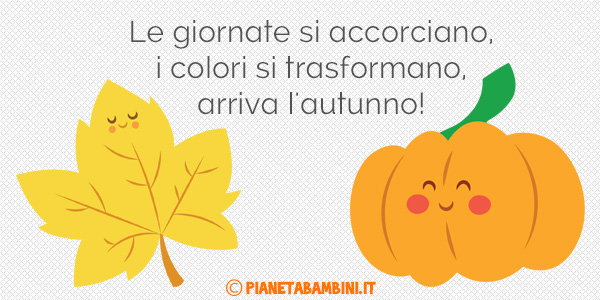 Le giornate si accorciano,
i colori si trasformano,
arriva l'autunno!
© PIANETABAMBINI.IT